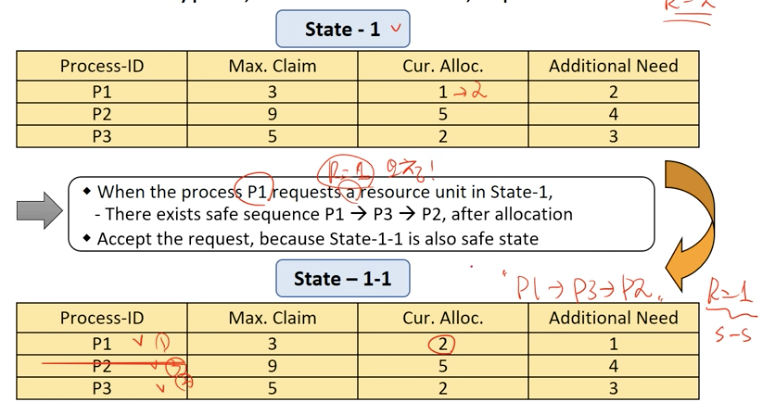 State - 1
Process-ID Max. Claim Cur. Alloc. Additional Need
P1 3 1 → 2 2
P2 9 5 4
P3 5 2 3
R=1 요청!
◆ When the process P1 requests a resource unit in State-1,
- There exists safe sequence P1 → P3 → P2, after allocation
◆ Accept the request, because State-1-1 is also safe state
State – 1-1
"P1 → P3 → P2"
R=1
S-S
Process-ID Max. Claim Cur. Alloc. Additional Need
P1 ① 3 2 1
P2 9 5 4
P3 5 2 3